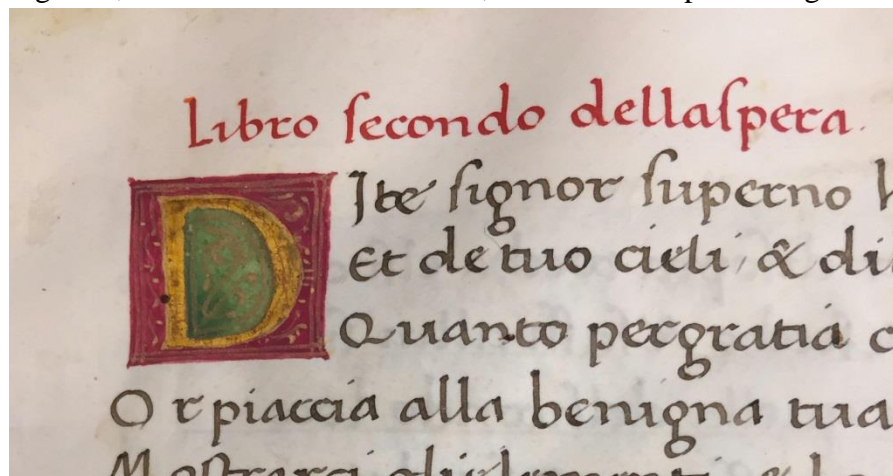 Libro secondo dellaspera.
DIte signor superno
Et de tuo cieli, & di
Quanto pergratia c
Or piaccia alla benigna tua